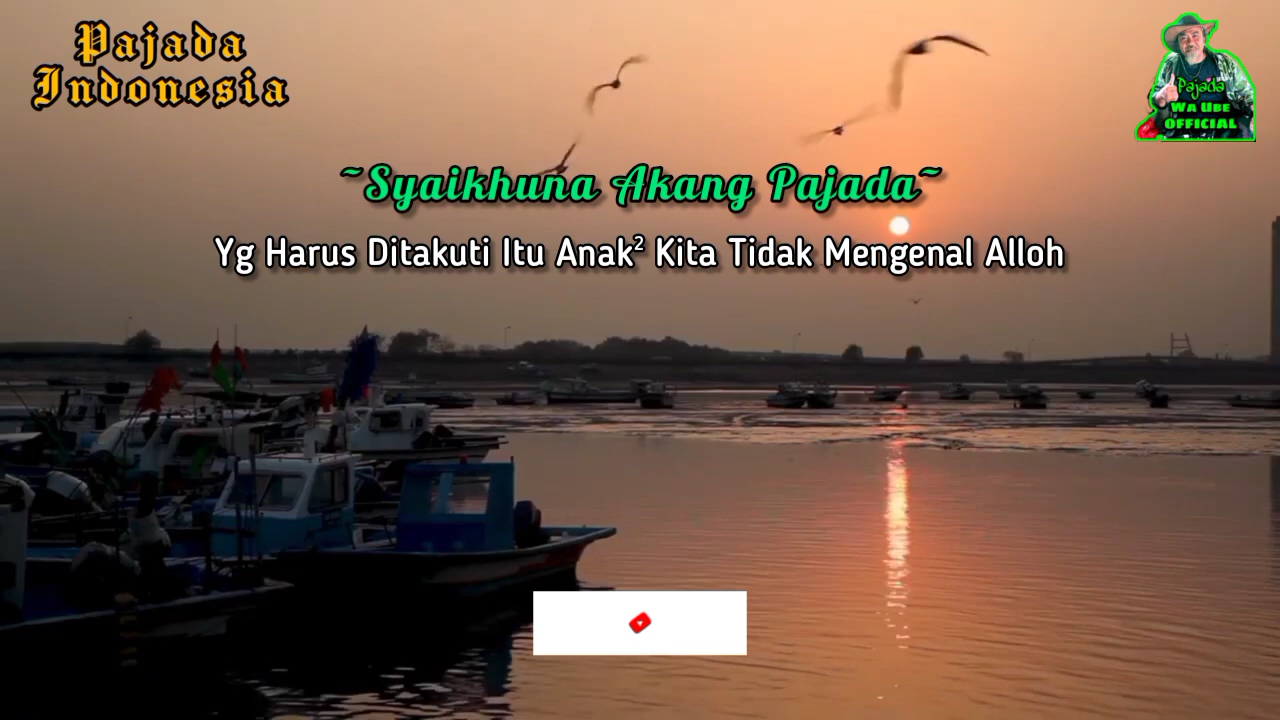 Pajada
Indonesia
Pajada
Wa Ube
OFFICIAL
~Syaikhuna Akang Pajada~
Yg Harus Ditakuti Itu Anak² Kita Tidak Mengenal Alloh